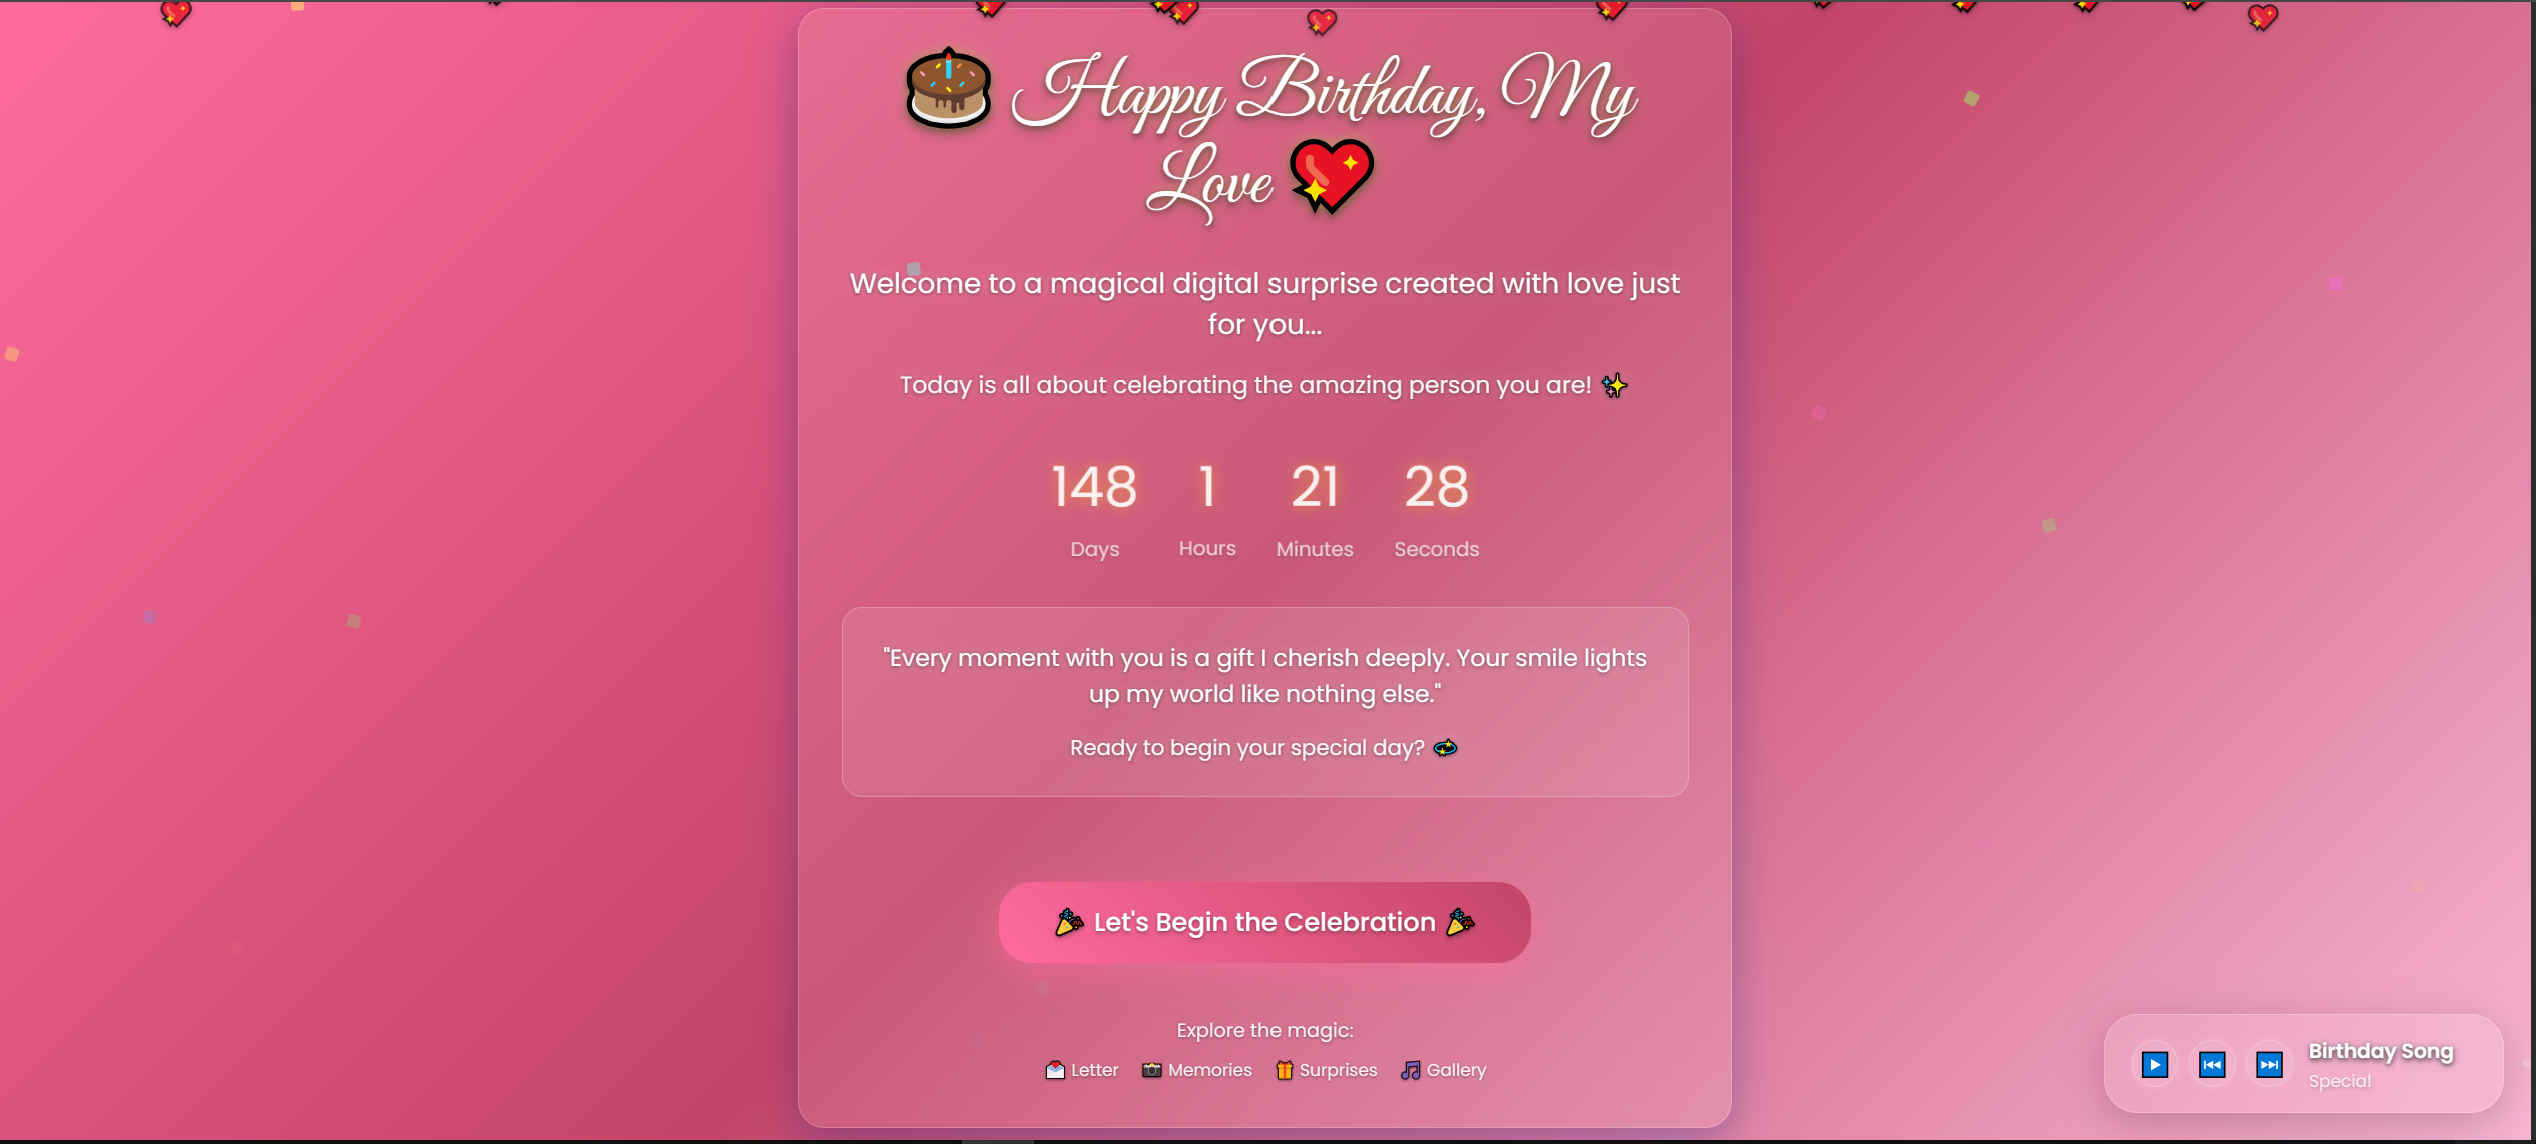 Happy Birthday, My
Love
Welcome to a magical digital surprise created with love just
for you...
Today is all about celebrating the amazing person you are!
148 1 21 28
Days Hours Minutes Seconds
"Every moment with you is a gift I cherish deeply. Your smile lights
up my world like nothing else."
Ready to begin your special day?
Let's Begin the Celebration
Explore the magic:
Letter Memories Surprises Gallery
Birthday Song
Special